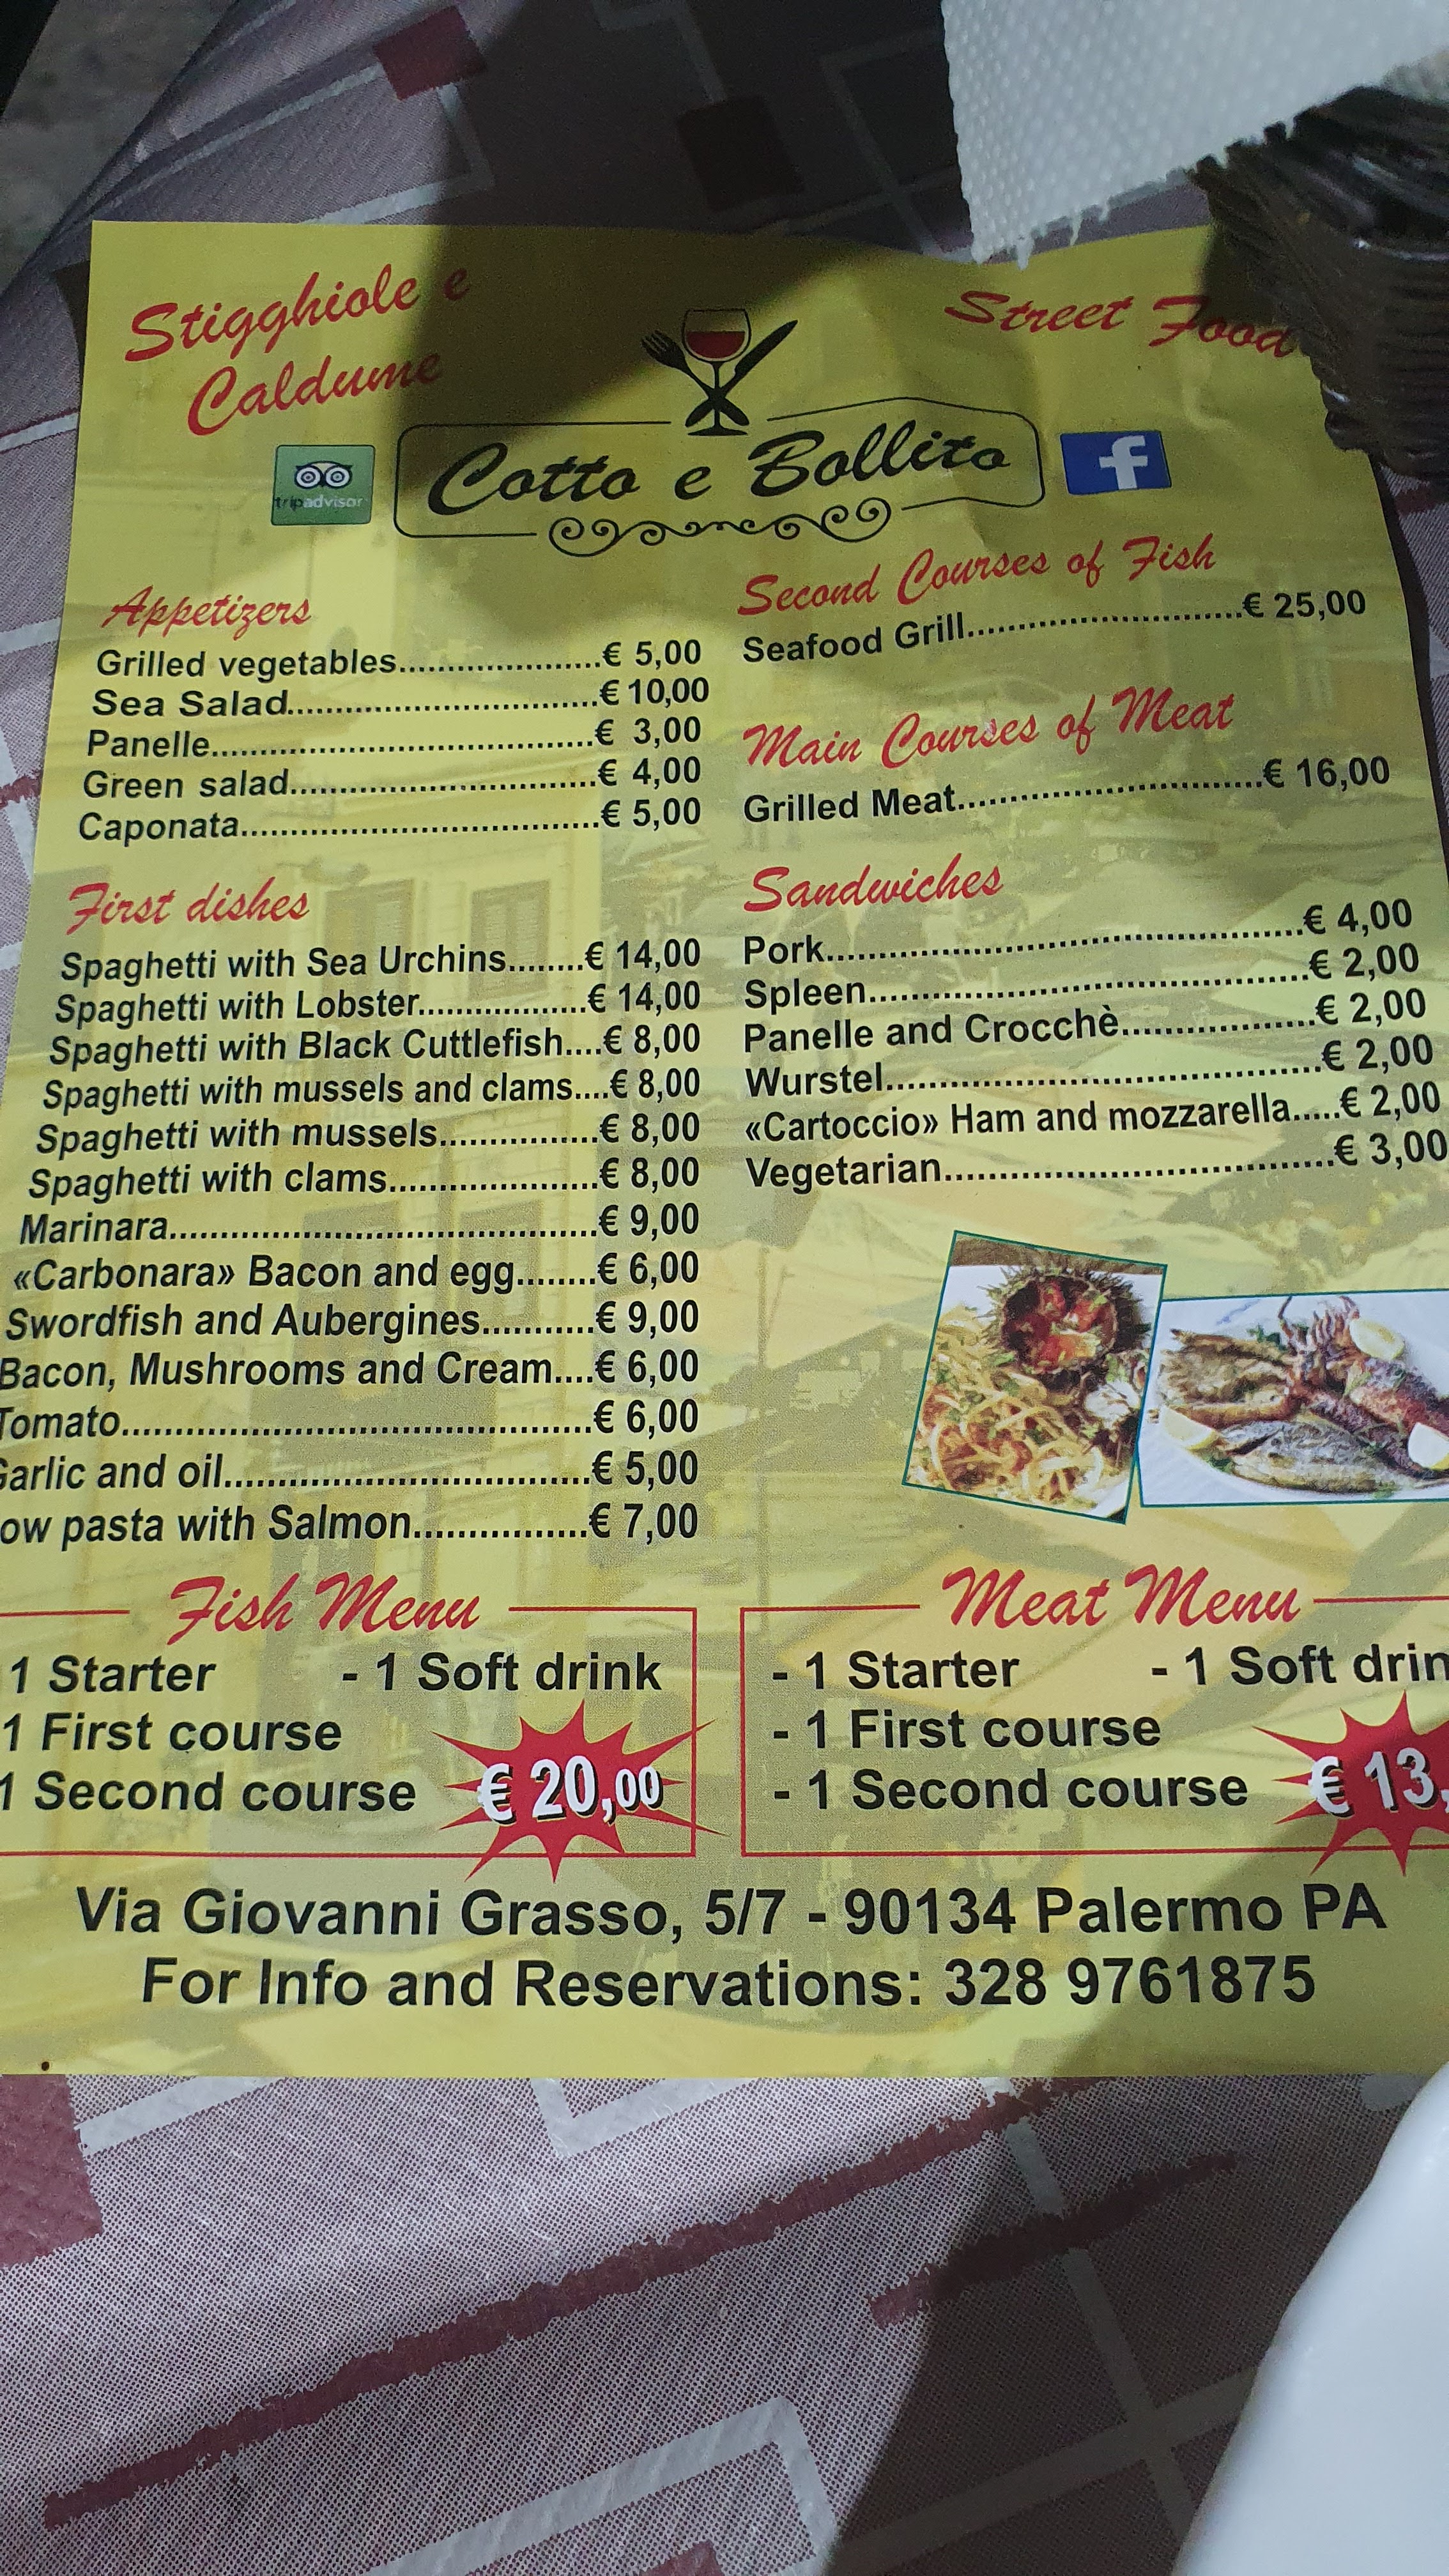 Stigghiole e
Caldume
Street Food
tripadvisor
Cotto e Bollito
f
Appetizers
Grilled vegetables.....................€ 5,00
Sea Salad................................€ 10,00
Panelle.......................................€ 3,00
Green salad................................€ 4,00
Caponata.....................................€ 5,00
First dishes
Spaghetti with Sea Urchins........€ 14,00
Spaghetti with Lobster.................€ 14,00
Spaghetti with Black Cuttlefish....€ 8,00
Spaghetti with mussels and clams....€ 8,00
Spaghetti with mussels................€ 8,00
Spaghetti with clams.....................€ 8,00
Marinara........................................€ 9,00
«Carbonara» Bacon and egg........€ 6,00
Swordfish and Aubergines...........€ 9,00
Bacon, Mushrooms and Cream....€ 6,00
Tomato............................................€ 6,00
Garlic and oil..................................€ 5,00
ow pasta with Salmon................€ 7,00
Second Courses of Fish
Seafood Grill............................€ 25,00
Main Courses of Meat
Grilled Meat..............................€ 16,00
Sandwiches
Pork..............................................€ 4,00
Spleen..........................................€ 2,00
Panelle and Crocchè...................€ 2,00
Wurstel.........................................€ 2,00
«Cartoccio» Ham and mozzarella.....€ 2,00
Vegetarian.....................................€ 3,00
Fish Menu
1 Starter - 1 Soft drink
1 First course
1 Second course
€ 20,00
Meat Menu
- 1 Starter - 1 Soft drin
- 1 First course
- 1 Second course
€ 13,
Via Giovanni Grasso, 5/7 - 90134 Palermo PA
For Info and Reservations: 328 9761875